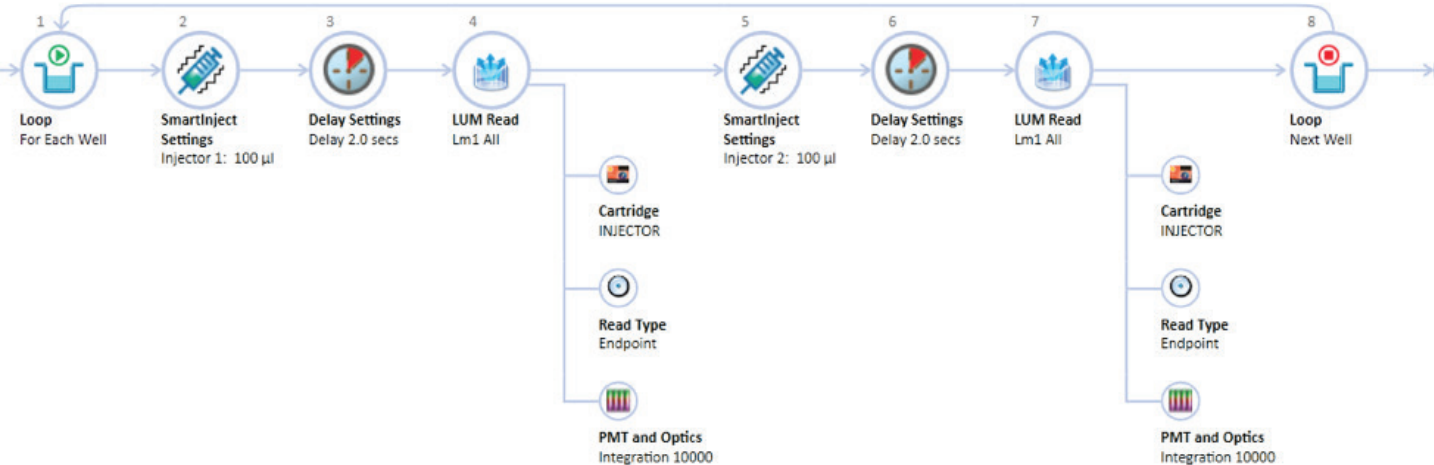 1
2
3
4
5
6
7
8
Loop
For Each Well
SmartInject
Settings
Injector 1:  100 µl
Delay Settings
Delay 2.0 secs
LUM Read
Lm1 All
Cartridge
INJECTOR
Read Type
Endpoint
PMT and Optics
Integration 10000
SmartInject
Settings
Injector 2:  100 µl
Delay Settings
Delay 2.0 secs
LUM Read
Lm1 All
Cartridge
INJECTOR
Read Type
Endpoint
PMT and Optics
Integration 10000
Loop
Next Well